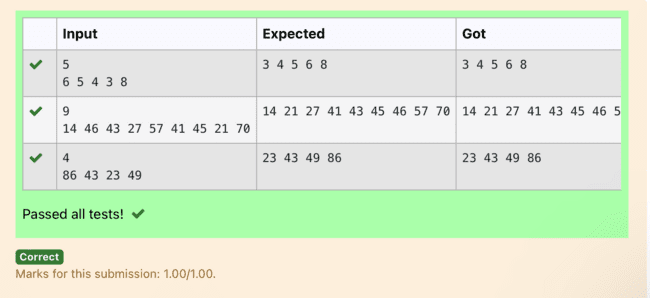 Input Expected Got
5 3 4 5 6 8 3 4 5 6 8
6 5 4 3 8
9 14 21 27 41 43 45 46 57 70 14 21 27 41 43 45 46 5
14 46 43 27 57 41 45 21 70
4 23 43 49 86 23 43 49 86
86 43 23 49
Passed all tests!
Correct
Marks for this submission: 1.00/1.00.